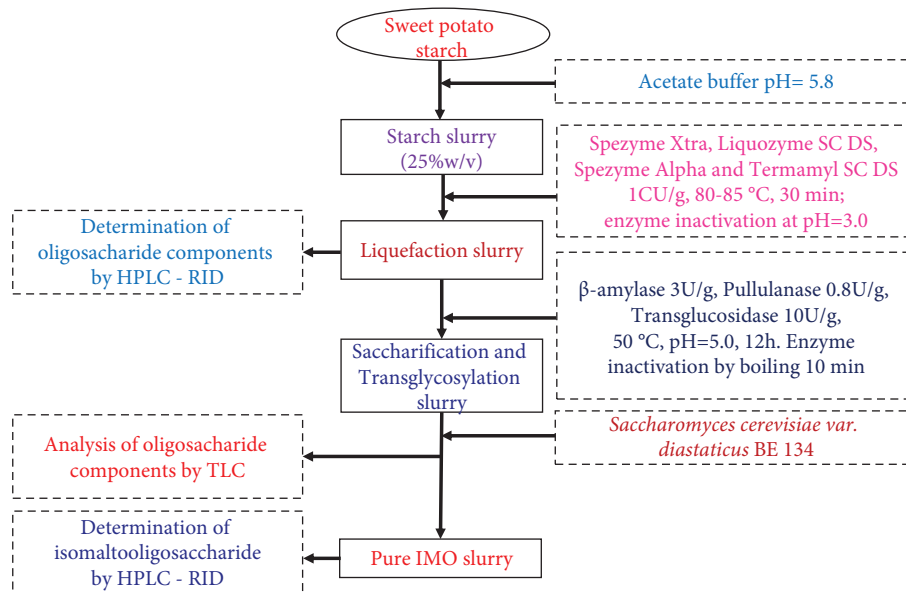 Sweet potato
starch
Acetate buffer pH= 5.8
Starch slurry
(25%w/v)
Spezyme Xtra, Liquozyme SC DS,
Spezyme Alpha and Termamyl SC DS
1CU/g, 80-85 °C, 30 min;
enzyme inactivation at pH=3.0
Determination of
oligosacharide components
by HPLC - RID
Liquefaction slurry
β-amylase 3U/g, Pullulanase 0.8U/g,
Transglucosidase 10U/g,
50 °C, pH=5.0, 12h. Enzyme
inactivation by boiling 10 min
Saccharification and
Transglycosylation
slurry
Saccharomyces cerevisiae var.
diastaticus BE 134
Analysis of oligosacharide
components by TLC
Determination of
isomaltooligosaccharide
by HPLC - RID
Pure IMO slurry